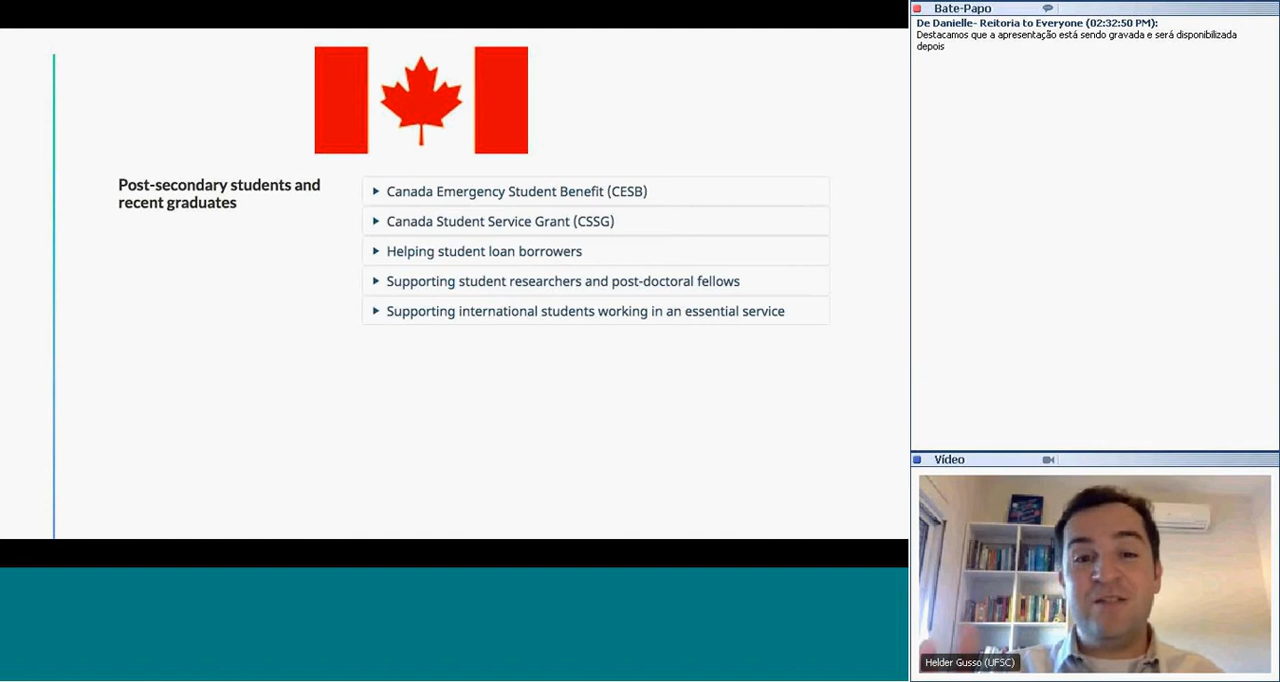 Post-secondary students and
recent graduates
Canada Emergency Student Benefit (CESB)
Canada Student Service Grant (CSSG)
Helping student loan borrowers
Supporting student researchers and post-doctoral fellows
Supporting international students working in an essential service
Bate-Papo
De Danielle- Reitoria to Everyone (02:32:50 PM):
Destacamos que a apresentação está sendo gravada e será disponibilizada
depois
Vídeo
Helder Gusso (UFSC)